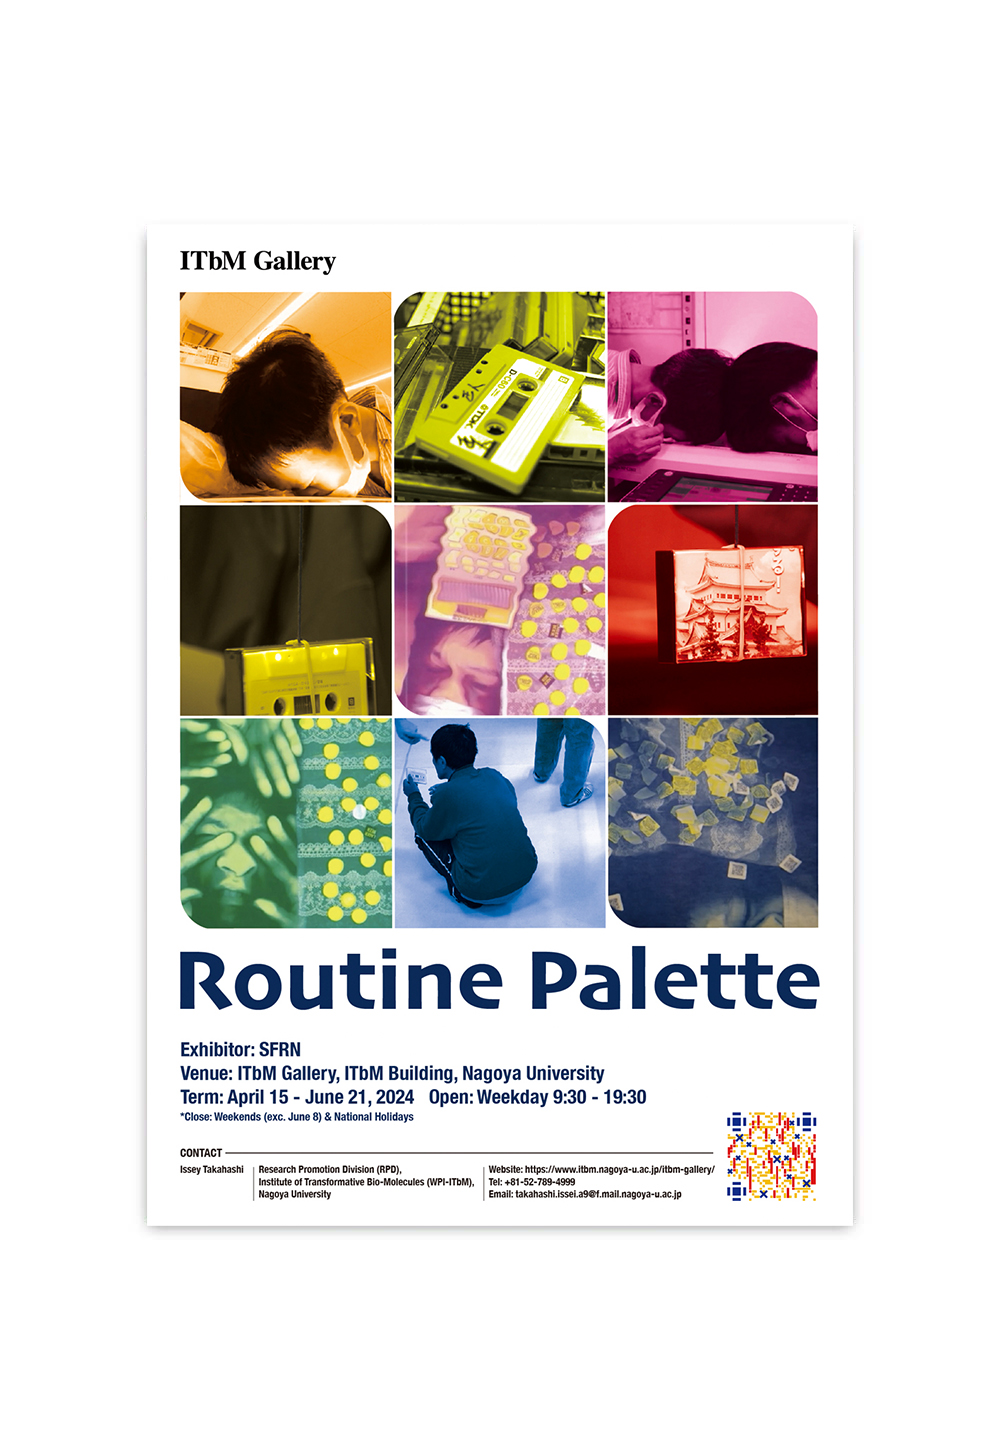 ITbM Gallery
D-C60
TDK
Routine Palette
Exhibitor: SFRN
Venue: ITbM Gallery, ITbM Building, Nagoya University
Term: April 15 - June 21, 2024 Open: Weekday 9:30 - 19:30
*Close: Weekends (exc. June 8) & National Holidays
CONTACT
Issey Takahashi
Research Promotion Division (RPD),
Institute of Transformative Bio-Molecules (WPI-ITbM),
Nagoya University
Website: https://www.itbm.nagoya-u.ac.jp/itbm-gallery/
Tel: +81-52-789-4999
Email: takahashi.issei.a9@f.mail.nagoya-u.ac.jp